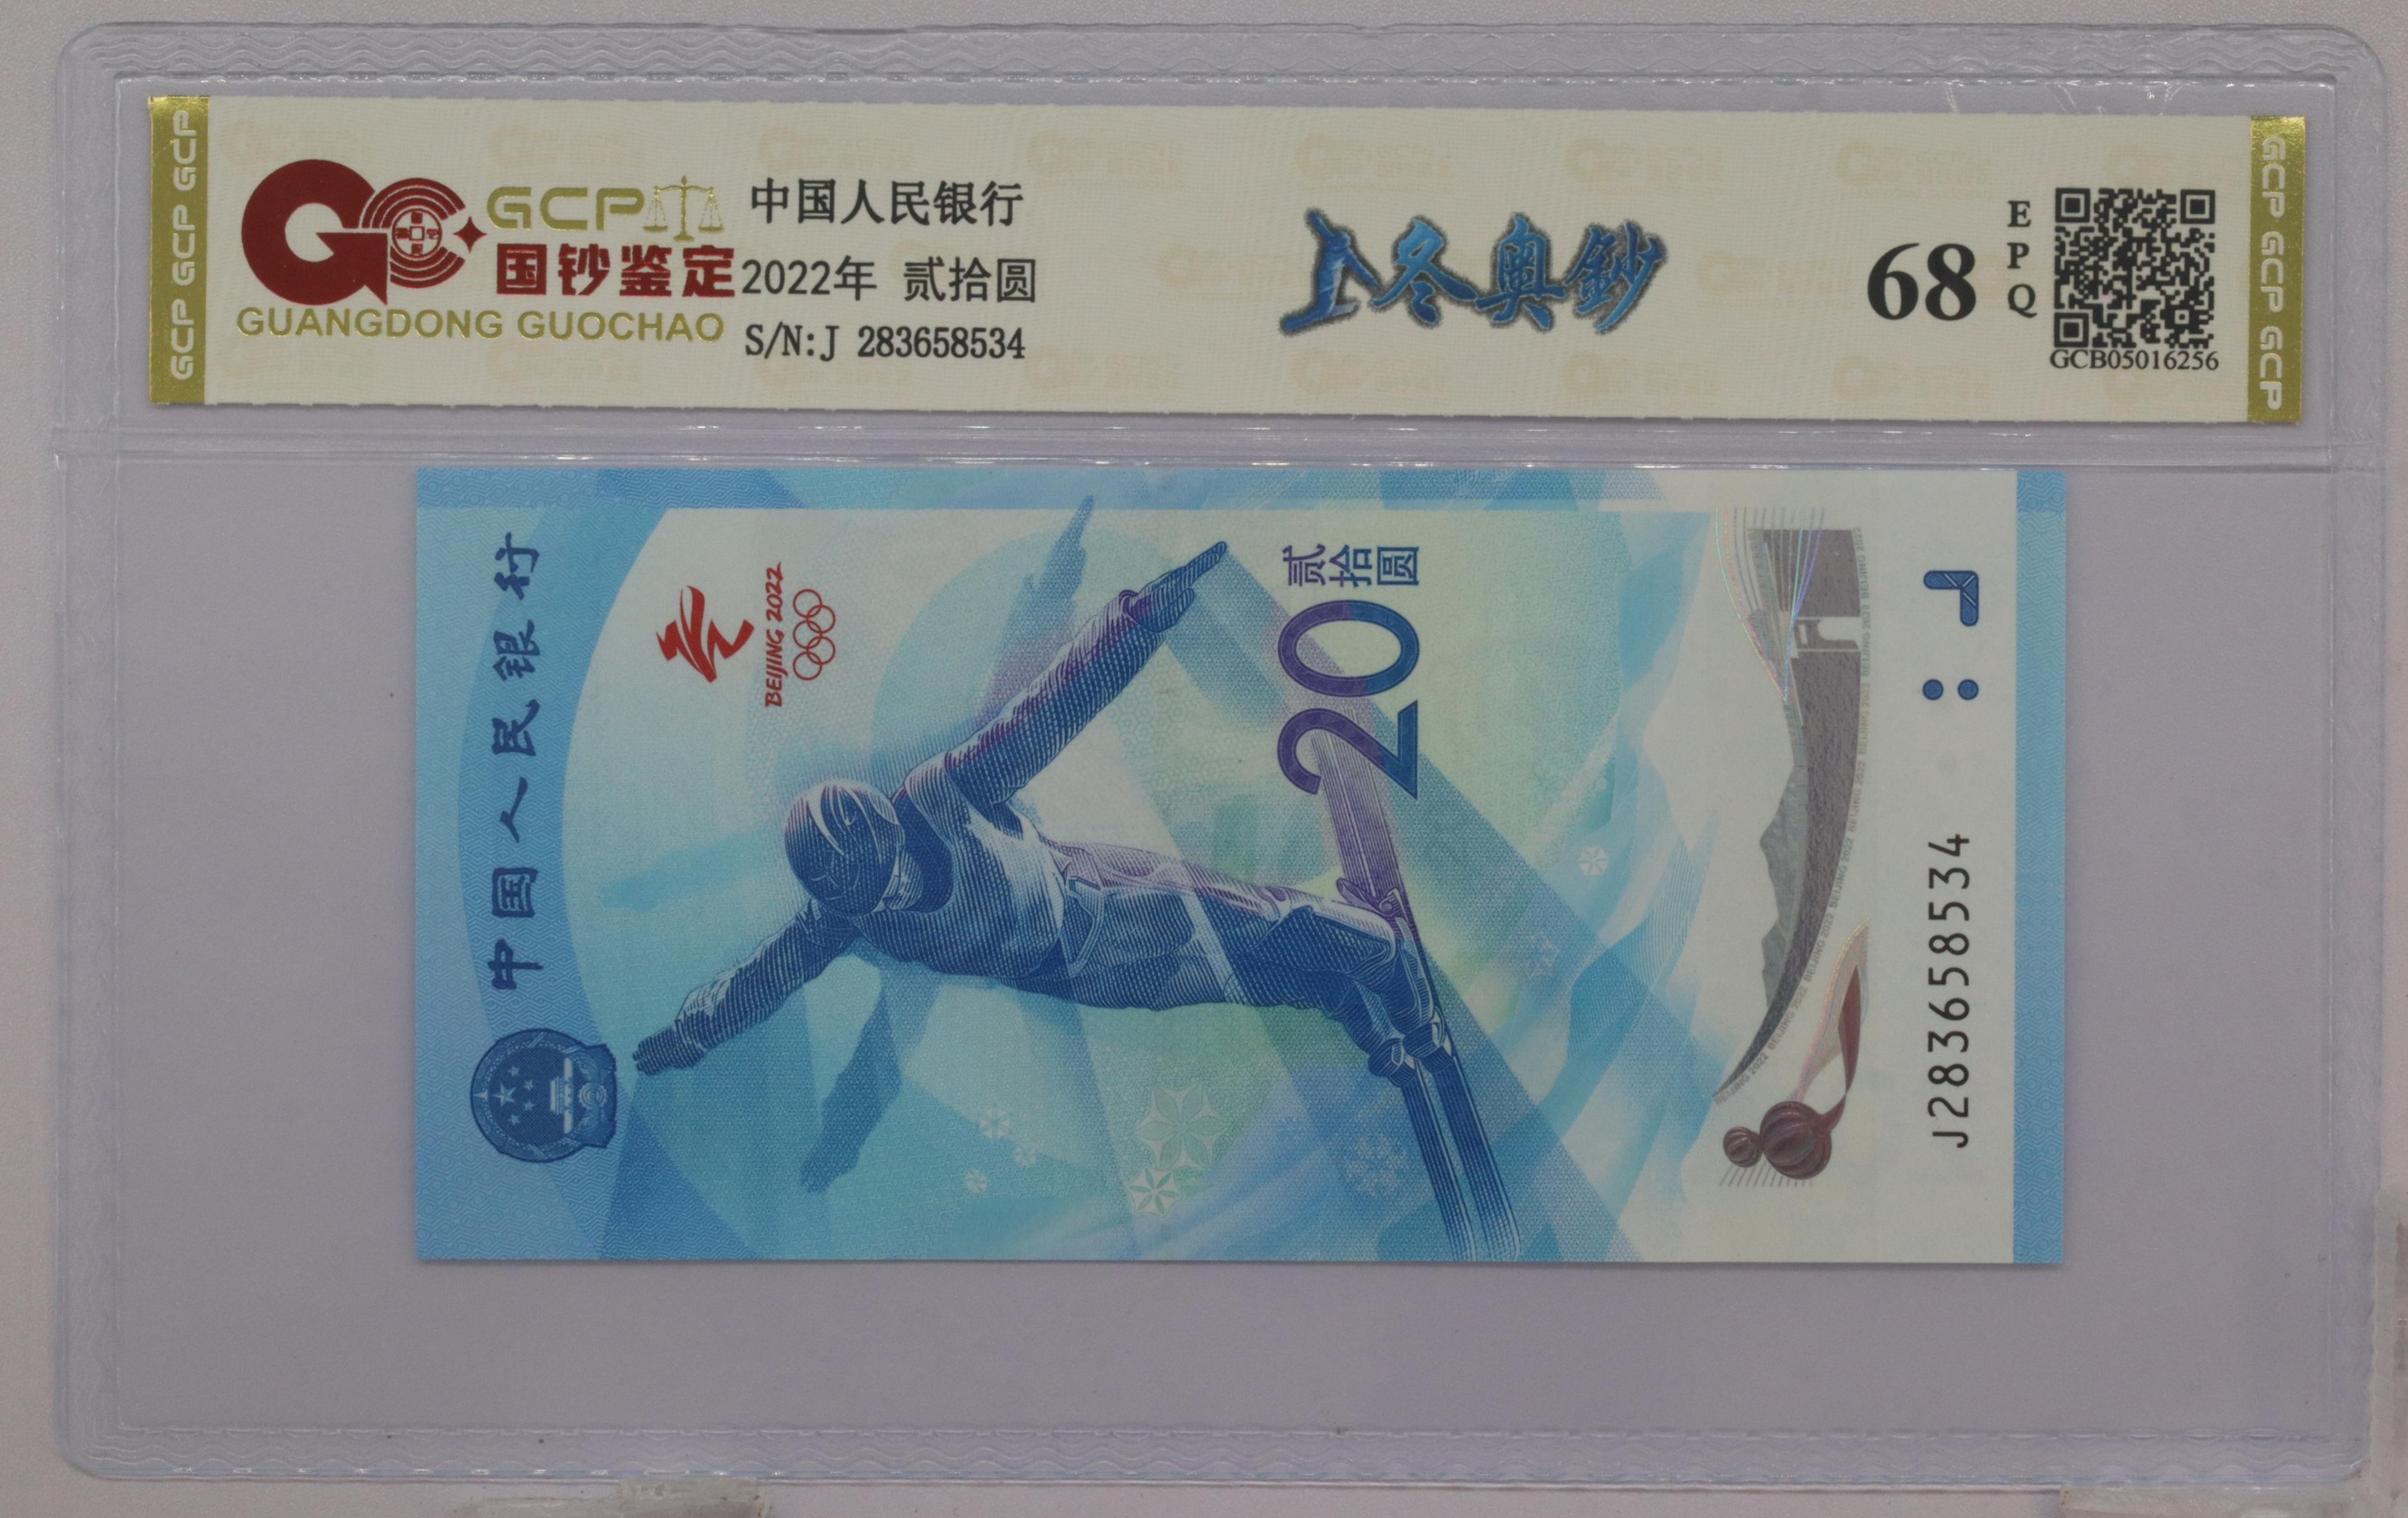 GCP GCP GCP
GCP
国钞鉴定
GUANGDONG GUOCHAO
中国人民银行
2022年 贰拾圆
S/N:J 283658534
冬奥鈔
68
EPQ
GCB05016256
GCP GCP GCP
中国人民银行
BEIJING 2022
贰拾圆
20
J283658534